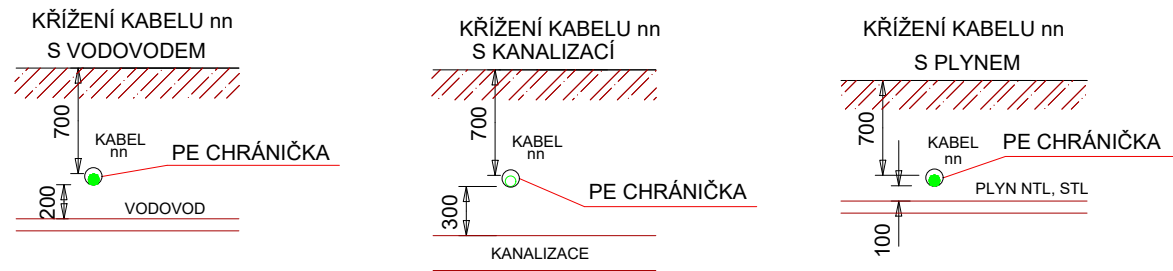 KŘÍŽENÍ KABELU nn
S VODOVODEM
700
KABEL
nn
PE CHRÁNIČKA
200
VODOVOD
KŘÍŽENÍ KABELU nn
S KANALIZACÍ
700
KABEL
nn
PE CHRÁNIČKA
300
KANALIZACE
KŘÍŽENÍ KABELU nn
S PLYNEM
700
KABEL
nn
PE CHRÁNIČKA
PLYN NTL, STL
100